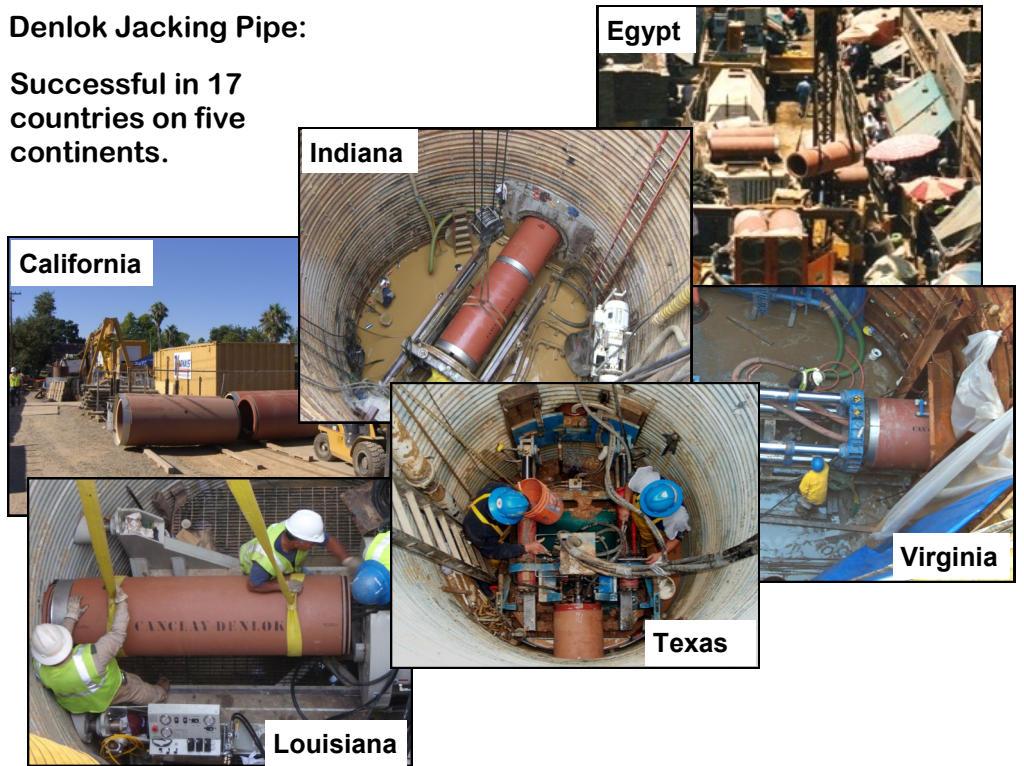 Denlok Jacking Pipe:
Successful in 17
countries on five
continents.
Egypt
Indiana
California
Virginia
Texas
Louisiana
CANCLAY DENLOK